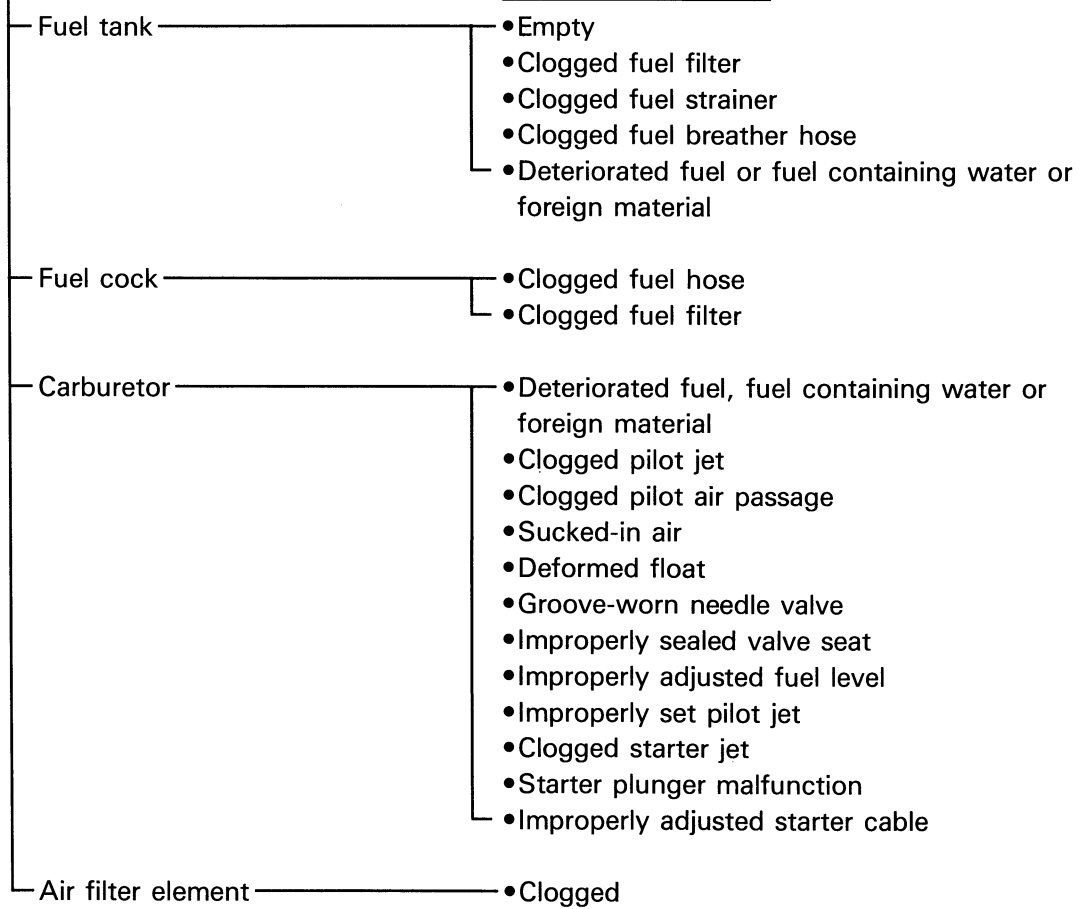 Fuel tank •Empty
•Clogged fuel filter
•Clogged fuel strainer
•Clogged fuel breather hose
•Deteriorated fuel or fuel containing water or
foreign material
Fuel cock •Clogged fuel hose
•Clogged fuel filter
Carburetor •Deteriorated fuel, fuel containing water or
foreign material
•Clogged pilot jet
•Clogged pilot air passage
•Sucked-in air
•Deformed float
•Groove-worn needle valve
•Improperly sealed valve seat
•Improperly adjusted fuel level
•Improperly set pilot jet
•Clogged starter jet
•Starter plunger malfunction
•Improperly adjusted starter cable
Air filter element •Clogged